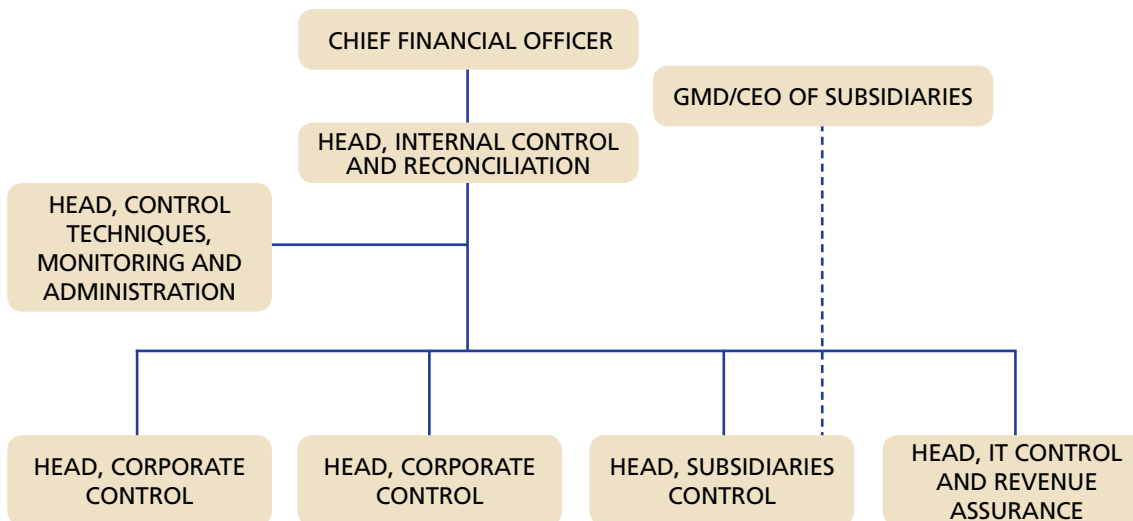 CHIEF FINANCIAL OFFICER
GMD/CEO OF SUBSIDIARIES
HEAD, INTERNAL CONTROL
AND RECONCILIATION
HEAD, CONTROL
TECHNIQUES,
MONITORING AND
ADMINISTRATION
HEAD, CORPORATE
CONTROL
HEAD, CORPORATE
CONTROL
HEAD, SUBSIDIARIES
CONTROL
HEAD, IT CONTROL
AND REVENUE
ASSURANCE